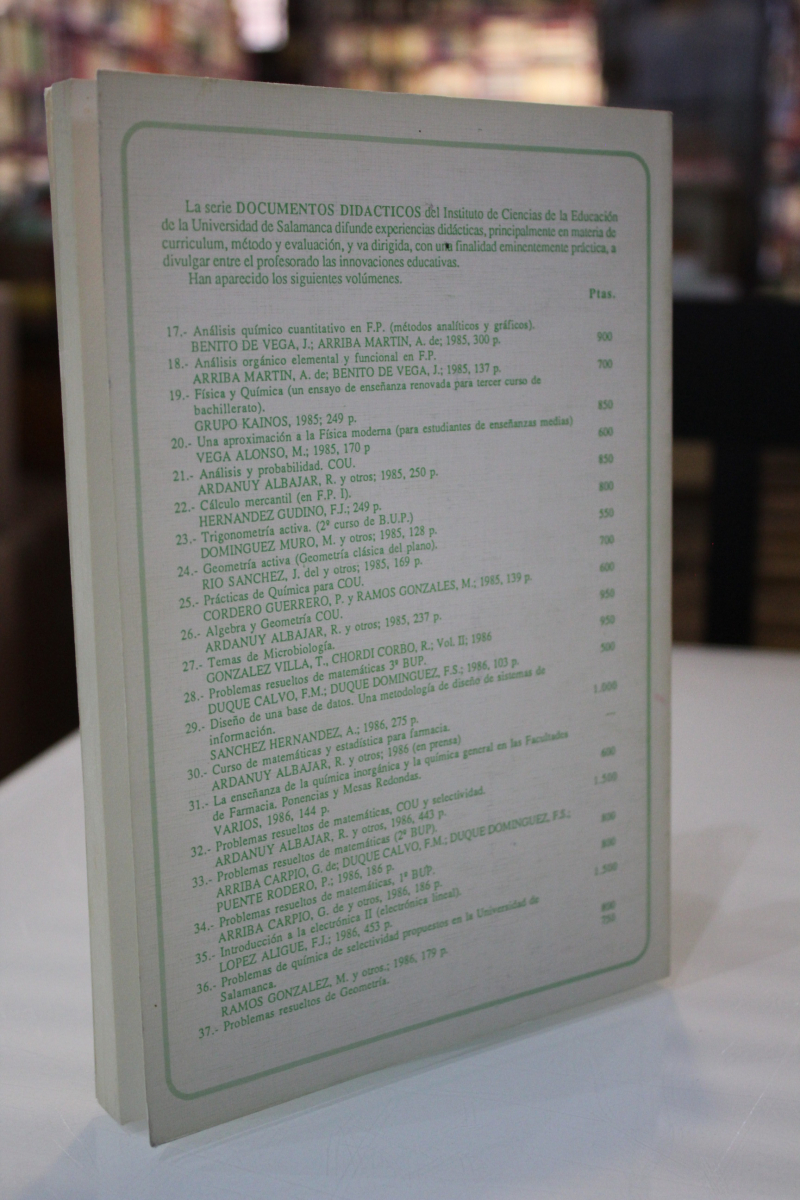 La serie DOCUMENTOS DIDACTICOS del Instituto de Ciencias de la Educación
de la Universidad de Salamanca difunde experiencias didácticas, principalmente en materia de
curriculum, método y evaluación, y va dirigida, con una finalidad eminentemente práctica, a
divulgar entre el profesorado las innovaciones educativas.
Han aparecido los siguientes volúmenes.
Ptas.
17.- Análisis químico cuantitativo en F.P. (métodos analíticos y gráficos).
BENITO DE VEGA, J.; ARRIBA MARTIN, A. de; 1985, 300 p. 900
18.- Análisis orgánico elemental y funcional en F.P.
ARRIBA MARTIN, A. de; BENITO DE VEGA, J.; 1985, 137 p. 700
19.- Física y Química (un ensayo de enseñanza renovada para tercer curso de
bachillerato).
GRUPO KAINOS, 1985; 249 p. 850
20.- Una aproximación a la Física moderna (para estudiantes de enseñanzas medias)
VEGA ALONSO, M.; 1985, 170 p 600
21.- Análisis y probabilidad. COU.
ARDANUY ALBAJAR, R. y otros; 1985, 250 p. 850
22.- Cálculo mercantil (en F.P. I).
HERNANDEZ GUDINO, F.J.; 249 p. 800
23.- Trigonometría activa. (2º curso de B.U.P.)
DOMINGUEZ MURO, M. y otros; 1985, 128 p. 550
24.- Geometría activa (Geometría clásica del plano).
RIO SANCHEZ, J. del y otros; 1985, 169 p. 700
25.- Prácticas de Química para COU.
CORDERO GUERRERO, P. y RAMOS GONZALES, M.; 1985, 139 p. 600
26.- Algebra y Geometría COU.
ARDANUY ALBAJAR, R. y otros; 1985, 237 p. 950
27.- Temas de Microbiología.
GONZALEZ VILLA, T., CHORDI CORBO, R.; Vol. II; 1986 950
28.- Problemas resueltos de matemáticas 3º BUP.
DUQUE CALVO, F.M.; DUQUE DOMINGUEZ, F.S.; 1986, 103 p. 500
29.- Diseño de una base de datos. Una metodología de diseño de sistemas de
información.
SANCHEZ HERNANDEZ, A.; 1986, 275 p. 1.000
30.- Curso de matemáticas y estadística para farmacia.
ARDANUY ALBAJAR, R. y otros; 1986 (en prensa) —
31.- La enseñanza de la química inorgánica y la química general en las Facultades
de Farmacia. Ponencias y Mesas Redondas.
VARIOS, 1986, 144 p. 600
32.- Problemas resueltos de matemáticas, COU y selectividad.
ARDANUY ALBAJAR, R. y otros, 1986, 443 p. 1.500
33.- Problemas resueltos de matemáticas (2º BUP).
ARRIBA CARPIO, G. de; DUQUE CALVO, F.M.; DUQUE DOMINGUEZ, F.S.;
PUENTE RODERO, P.; 1986, 186 p. 800
34.- Problemas resueltos de matemáticas, 1º BUP.
ARRIBA CARPIO, G. de y otros, 1986, 186 p. 800
35.- Introducción a la electrónica II (electrónica lineal).
LOPEZ ALIGUE, F.J.; 1986, 453 p. 1.500
36.- Problemas de química de selectividad propuestos en la Universidad de
Salamanca.
RAMOS GONZALEZ, M. y otros.; 1986, 179 p. 800
37.- Problemas resueltos de Geometría. 750